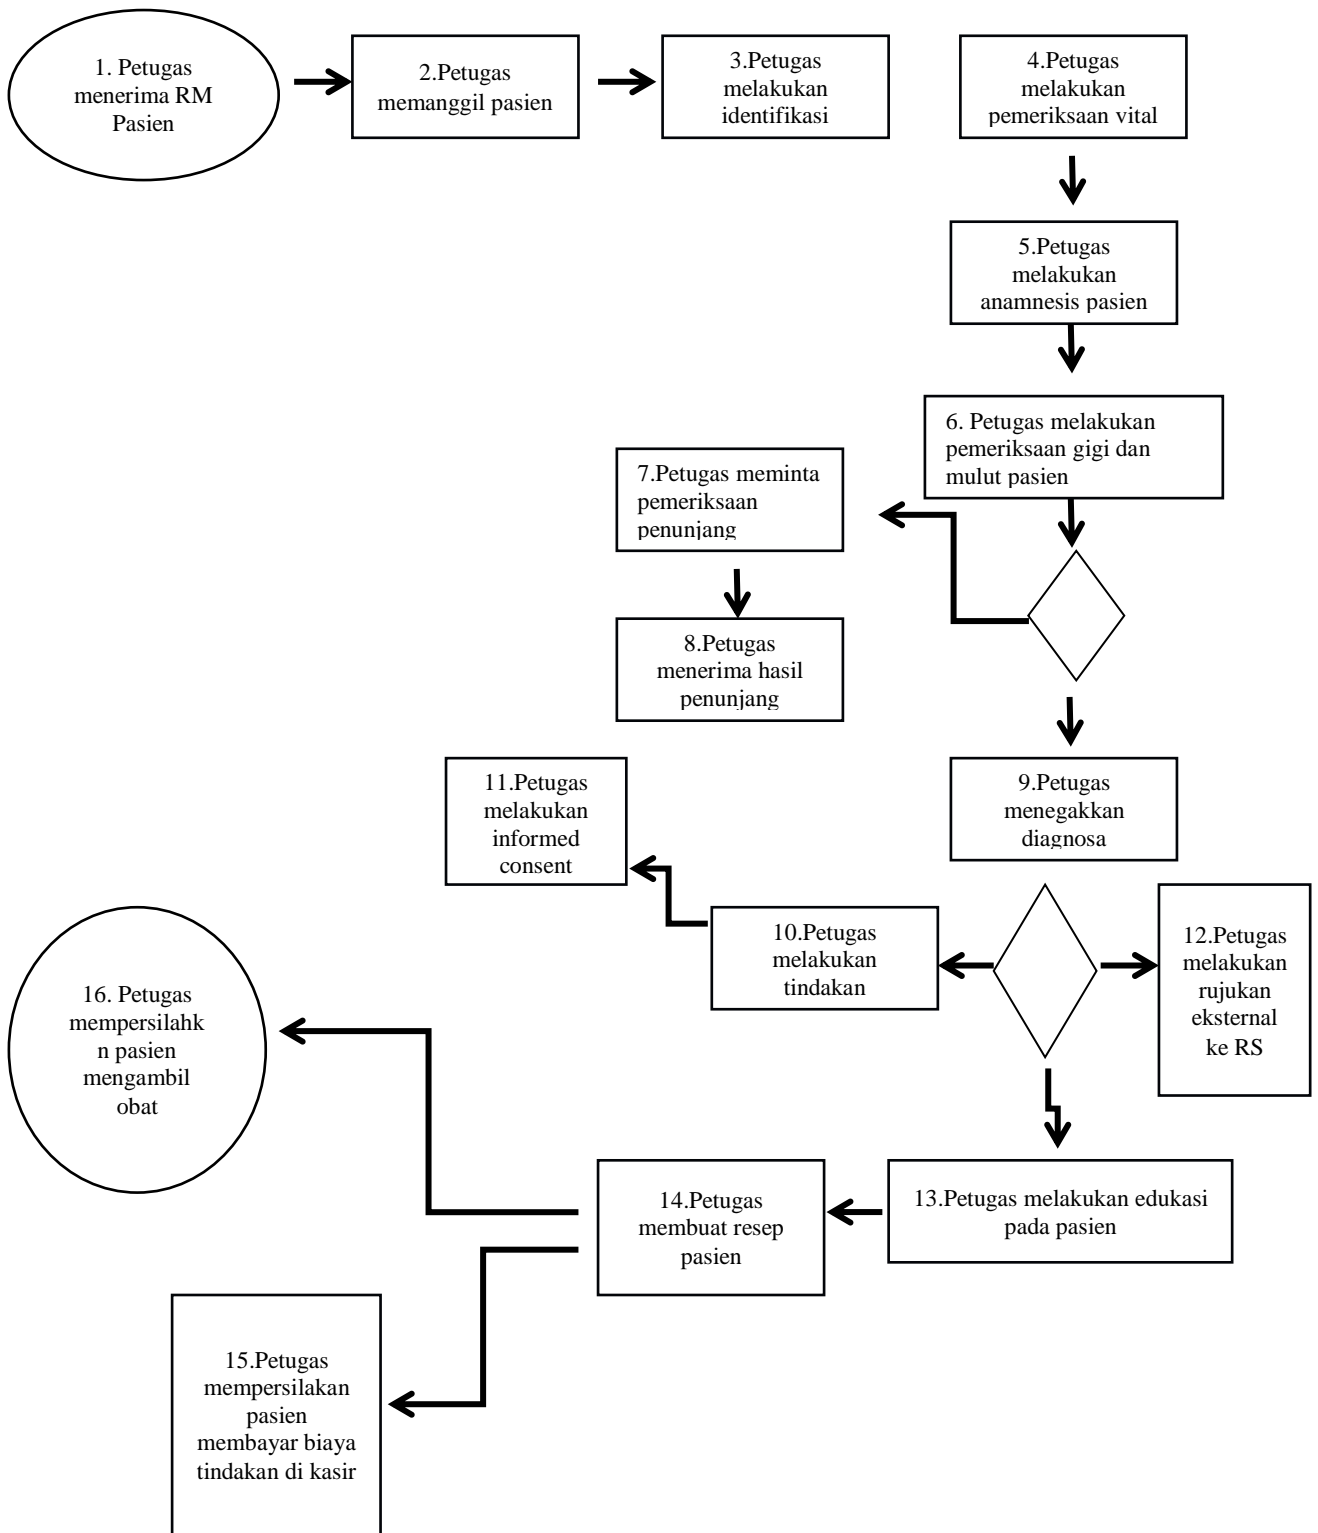 1. Petugas
menerima RM
Pasien
2.Petugas
memanggil pasien
3.Petugas
melakukan
identifikasi
4.Petugas
melakukan
pemeriksaan vital
5.Petugas
melakukan
anamnesis pasien
6. Petugas melakukan
pemeriksaan gigi dan
mulut pasien
7.Petugas meminta
pemeriksaan
penunjang
8.Petugas
menerima hasil
penunjang
9.Petugas
menegakkan
diagnosa
10.Petugas
melakukan
tindakan
11.Petugas
melakukan
informed
consent
12.Petugas
melakukan
rujukan
eksternal
ke RS
13.Petugas melakukan edukasi
pada pasien
14.Petugas
membuat resep
pasien
15.Petugas
mempersilakan
pasien
membayar biaya
tindakan di kasir
16. Petugas
mempersilahk
n pasien
mengambil
obat